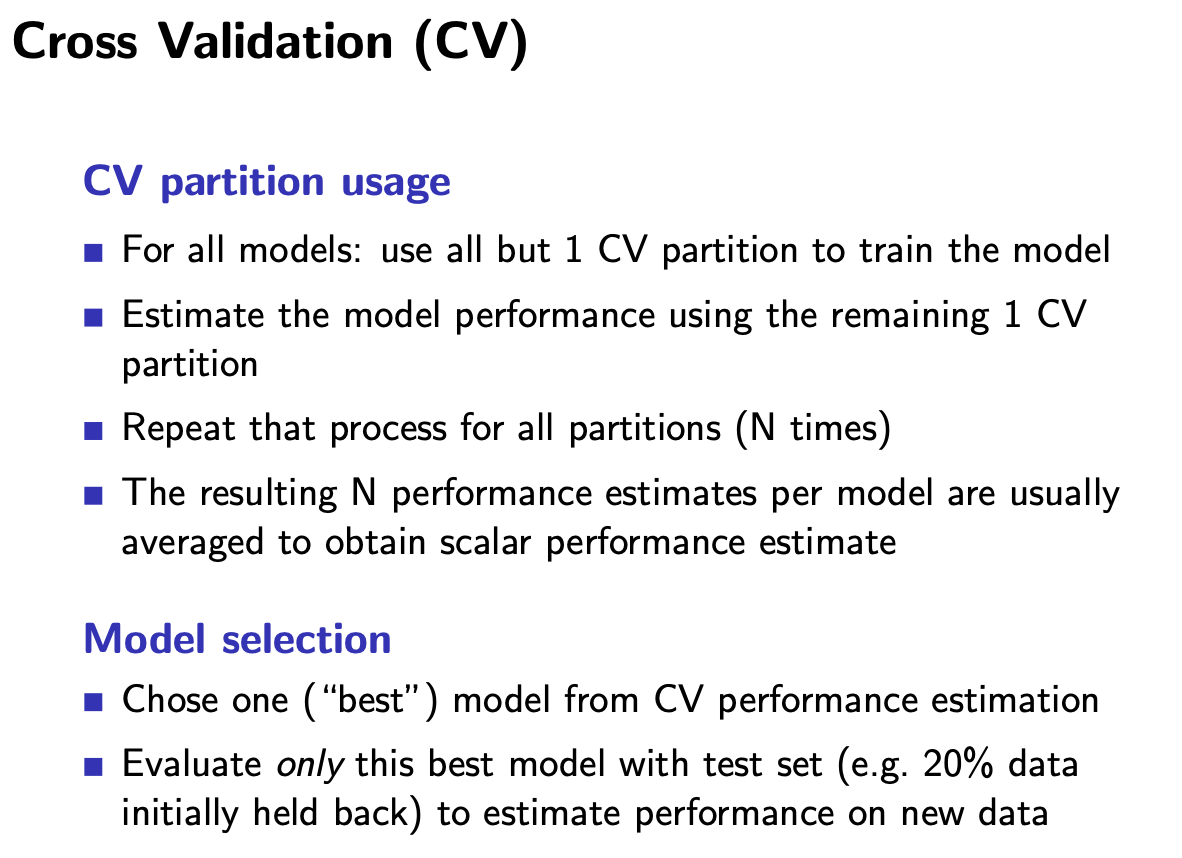 Cross Validation (CV)
CV partition usage
For all models: use all but 1 CV partition to train the model
Estimate the model performance using the remaining 1 CV
partition
Repeat that process for all partitions (N times)
The resulting N performance estimates per model are usually
averaged to obtain scalar performance estimate
Model selection
Chose one (“best”) model from CV performance estimation
Evaluate only this best model with test set (e.g. 20% data
initially held back) to estimate performance on new data